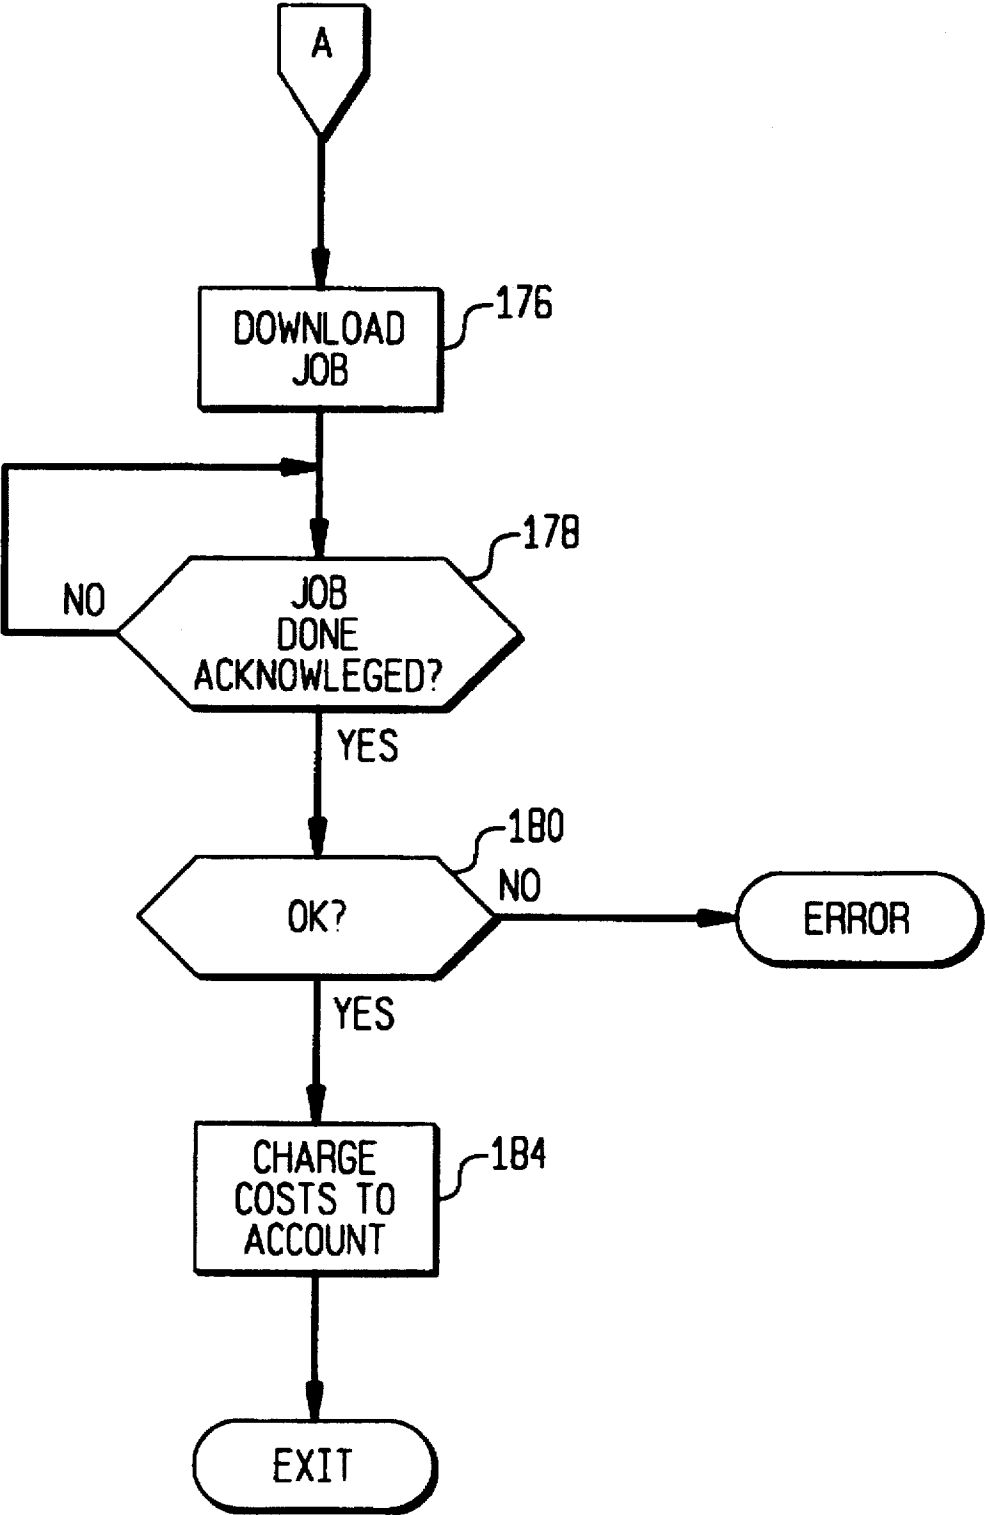 A
176
DOWNLOAD
JOB
178
NO
JOB
DONE
ACKNOWLEGED?
YES
180
NO
OK?
ERROR
YES
184
CHARGE
COSTS TO
ACCOUNT
EXIT